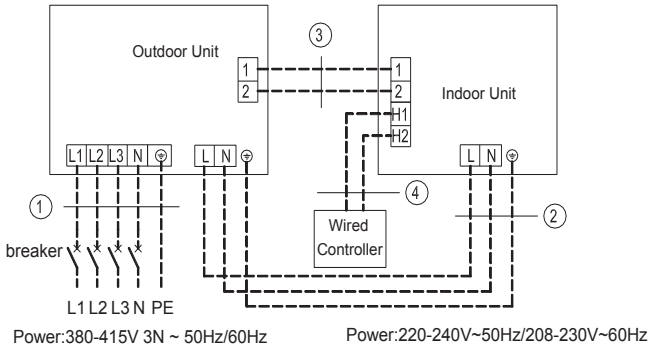 Outdoor Unit
1
2
3
1
2
H1
H2
Indoor Unit
L1 L2 L3 N
L N
L N
1
4
2
Wired
Controller
breaker
L1 L2 L3 N PE
Power:380-415V 3N ~ 50Hz/60Hz
Power:220-240V~50Hz/208-230V~60Hz